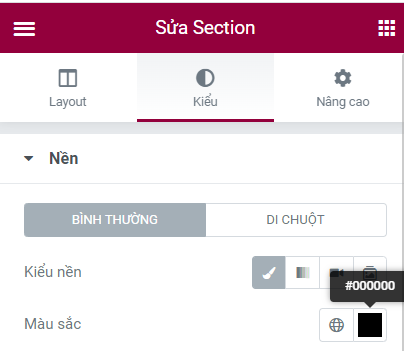 Sửa Section
Layout
Kiểu
Nâng cao
Nền
BÌNH THƯỜNG
DI CHUỘT
Kiểu nền
#000000
Màu sắc